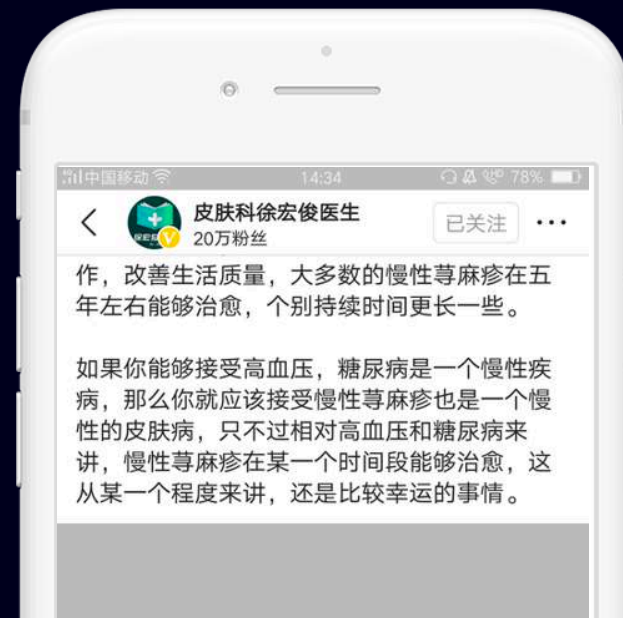 中国移动
14:34
78%
皮肤科徐宏俊医生
20万粉丝
已关注
作，改善生活质量，大多数的慢性荨麻疹在五
年左右能够治愈，个别持续时间更长一些。
如果你能够接受高血压，糖尿病是一个慢性疾
病，那么你就应该接受慢性荨麻疹也是一个慢
性的皮肤病，只不过相对高血压和糖尿病来
讲，慢性荨麻疹在某一个时间段能够治愈，这
从某一个程度来讲，还是比较幸运的事情。